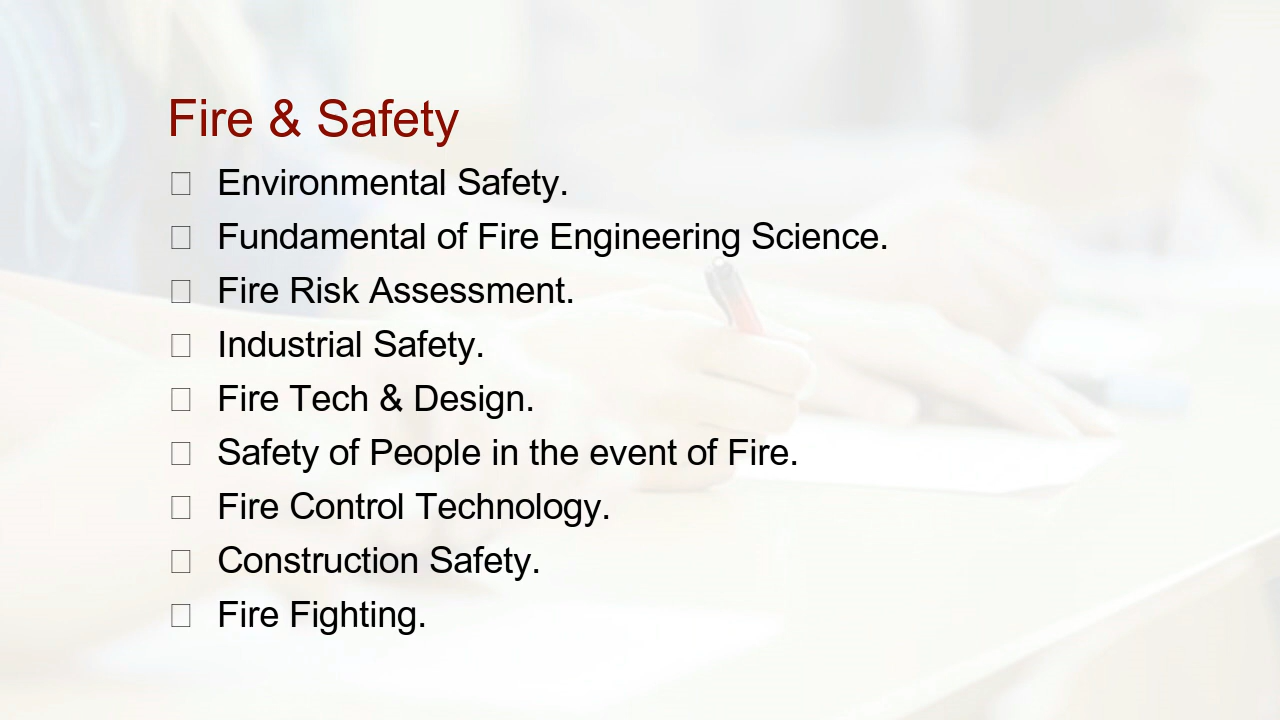 Fire & Safety
Environmental Safety.
Fundamental of Fire Engineering Science.
Fire Risk Assessment.
Industrial Safety.
Fire Tech & Design.
Safety of People in the event of Fire.
Fire Control Technology.
Construction Safety.
Fire Fighting.